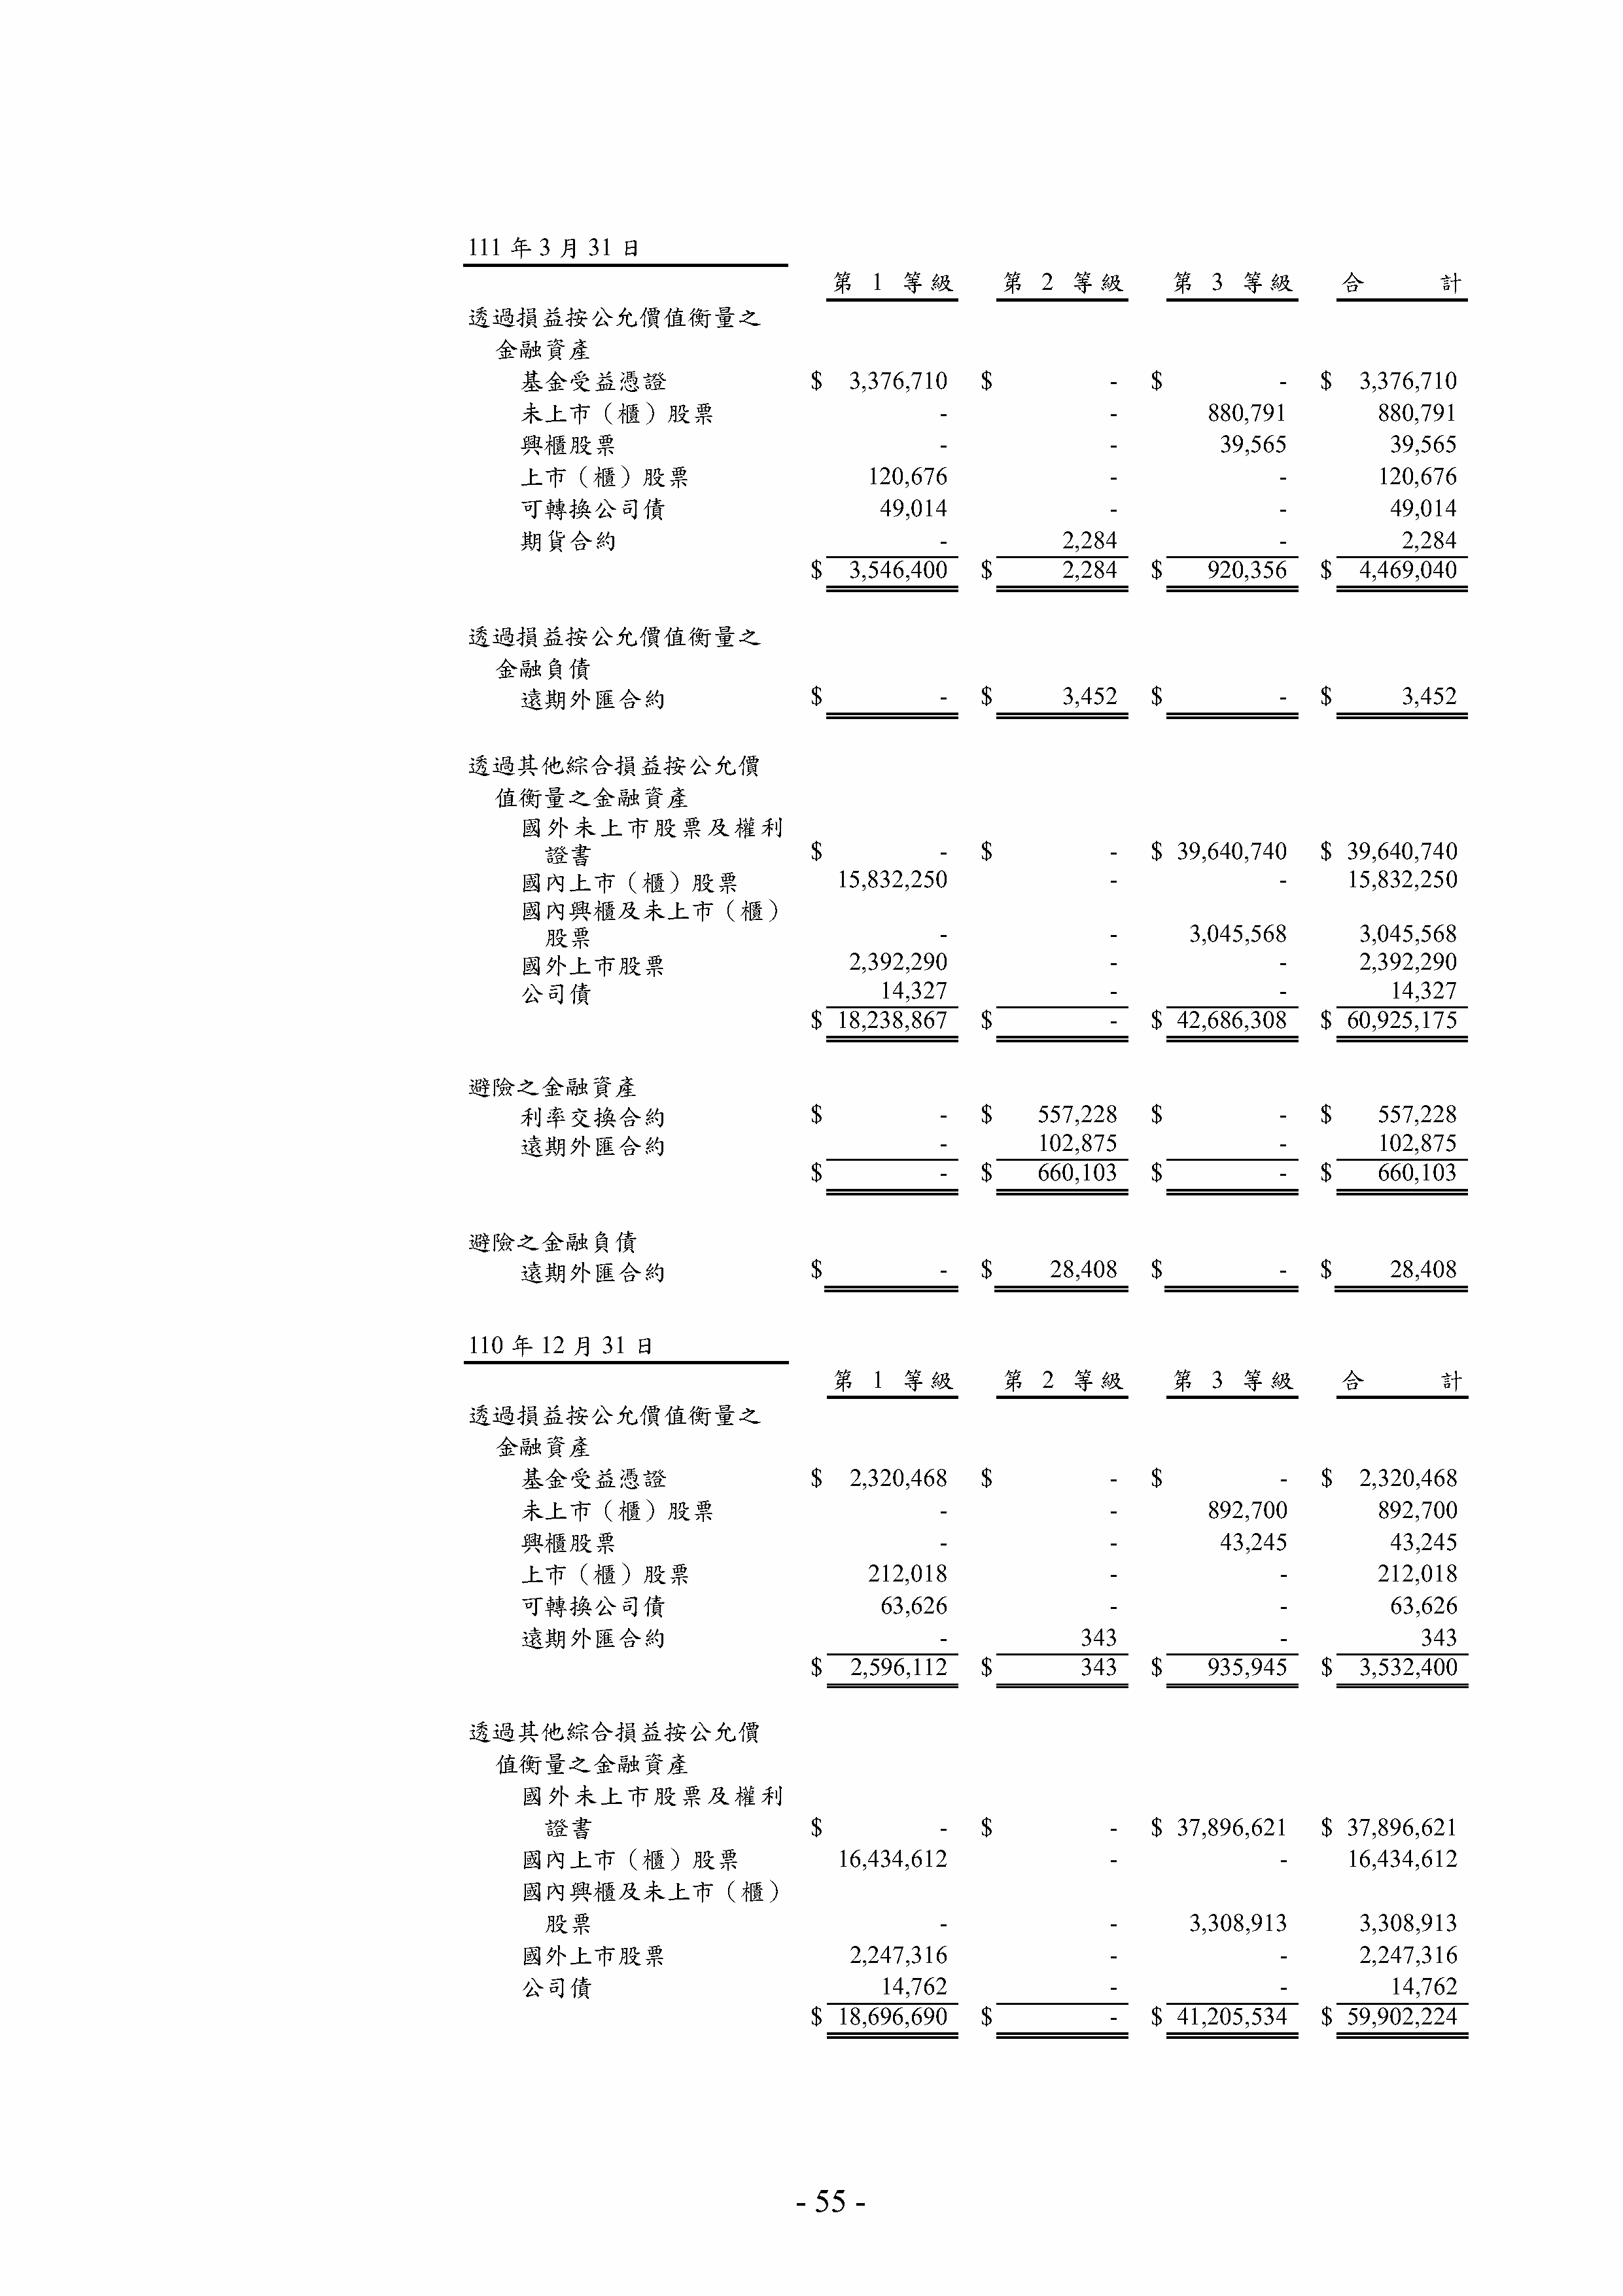 111 年 3 月 31 日
第 1 等級 第 2 等級 第 3 等級 合 計
透過損益按公允價值衡量之
金融資產
基金受益憑證 $ 3,376,710 $ - $ - $ 3,376,710
未上市（櫃）股票 - - 880,791 880,791
興櫃股票 - - 39,565 39,565
上市（櫃）股票 120,676 - - 120,676
可轉換公司債 49,014 - - 49,014
期貨合約 - 2,284 - 2,284
$ 3,546,400 $ 2,284 $ 920,356 $ 4,469,040
透過損益按公允價值衡量之
金融負債
遠期外匯合約 $ - $ 3,452 $ - $ 3,452
透過其他綜合損益按公允價
值衡量之金融資產
國外未上市股票及權利
證書 $ - $ - $ 39,640,740 $ 39,640,740
國內上市（櫃）股票 15,832,250 - - 15,832,250
國內興櫃及未上市（櫃）
股票 - - 3,045,568 3,045,568
國外上市股票 2,392,290 - - 2,392,290
公司債 14,327 - - 14,327
$ 18,238,867 $ - $ 42,686,308 $ 60,925,175
避險之金融資產
利率交換合約 $ - $ 557,228 $ - $ 557,228
遠期外匯合約 - 102,875 - 102,875
$ - $ 660,103 $ - $ 660,103
避險之金融負債
遠期外匯合約 $ - $ 28,408 $ - $ 28,408
110 年 12 月 31 日
第 1 等級 第 2 等級 第 3 等級 合 計
透過損益按公允價值衡量之
金融資產
基金受益憑證 $ 2,320,468 $ - $ - $ 2,320,468
未上市（櫃）股票 - - 892,700 892,700
興櫃股票 - - 43,245 43,245
上市（櫃）股票 212,018 - - 212,018
可轉換公司債 63,626 - - 63,626
遠期外匯合約 - 343 - 343
$ 2,596,112 $ 343 $ 935,945 $ 3,532,400
透過其他綜合損益按公允價
值衡量之金融資產
國外未上市股票及權利
證書 $ - $ - $ 37,896,621 $ 37,896,621
國內上市（櫃）股票 16,434,612 - - 16,434,612
國內興櫃及未上市（櫃）
股票 - - 3,308,913 3,308,913
國外上市股票 2,247,316 - - 2,247,316
公司債 14,762 - - 14,762
$ 18,696,690 $ - $ 41,205,534 $ 59,902,224
- 55 -